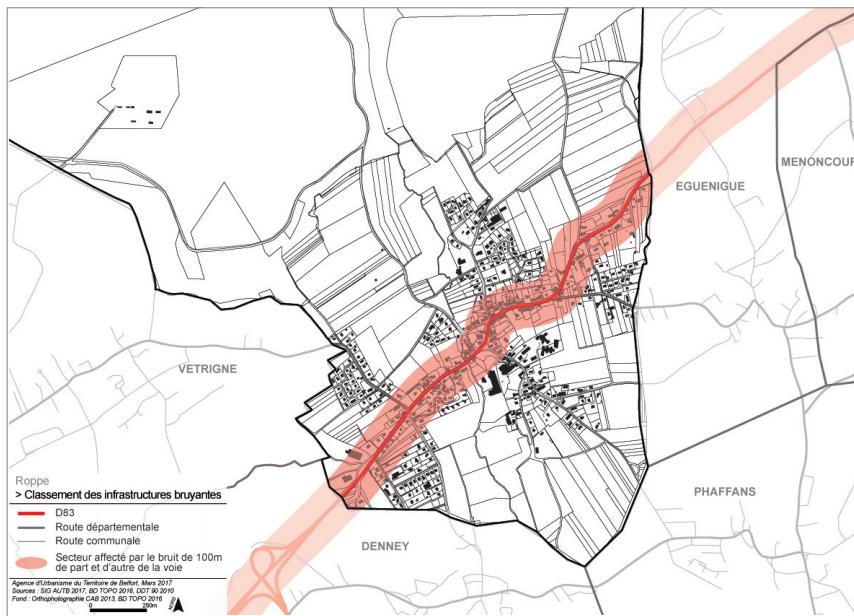 MENONCOURT
EGUENIGUE
VETRIGNE
PHAFFANS
DENNEY
Roppe
> Classement des infrastructures bruyantes
D83
Route départementale
Route communale
Secteur affecté par le bruit de 100m
de part et d'autre de la voie
Agence d'Urbanisme du Territoire de Belfort, Mars 2017
Sources : SIG AUTB 2017, BD TOPO 2016, DDT 90 2010
Fond : Orthophotographie CAB 2013, BD TOPO 2016
0 250m